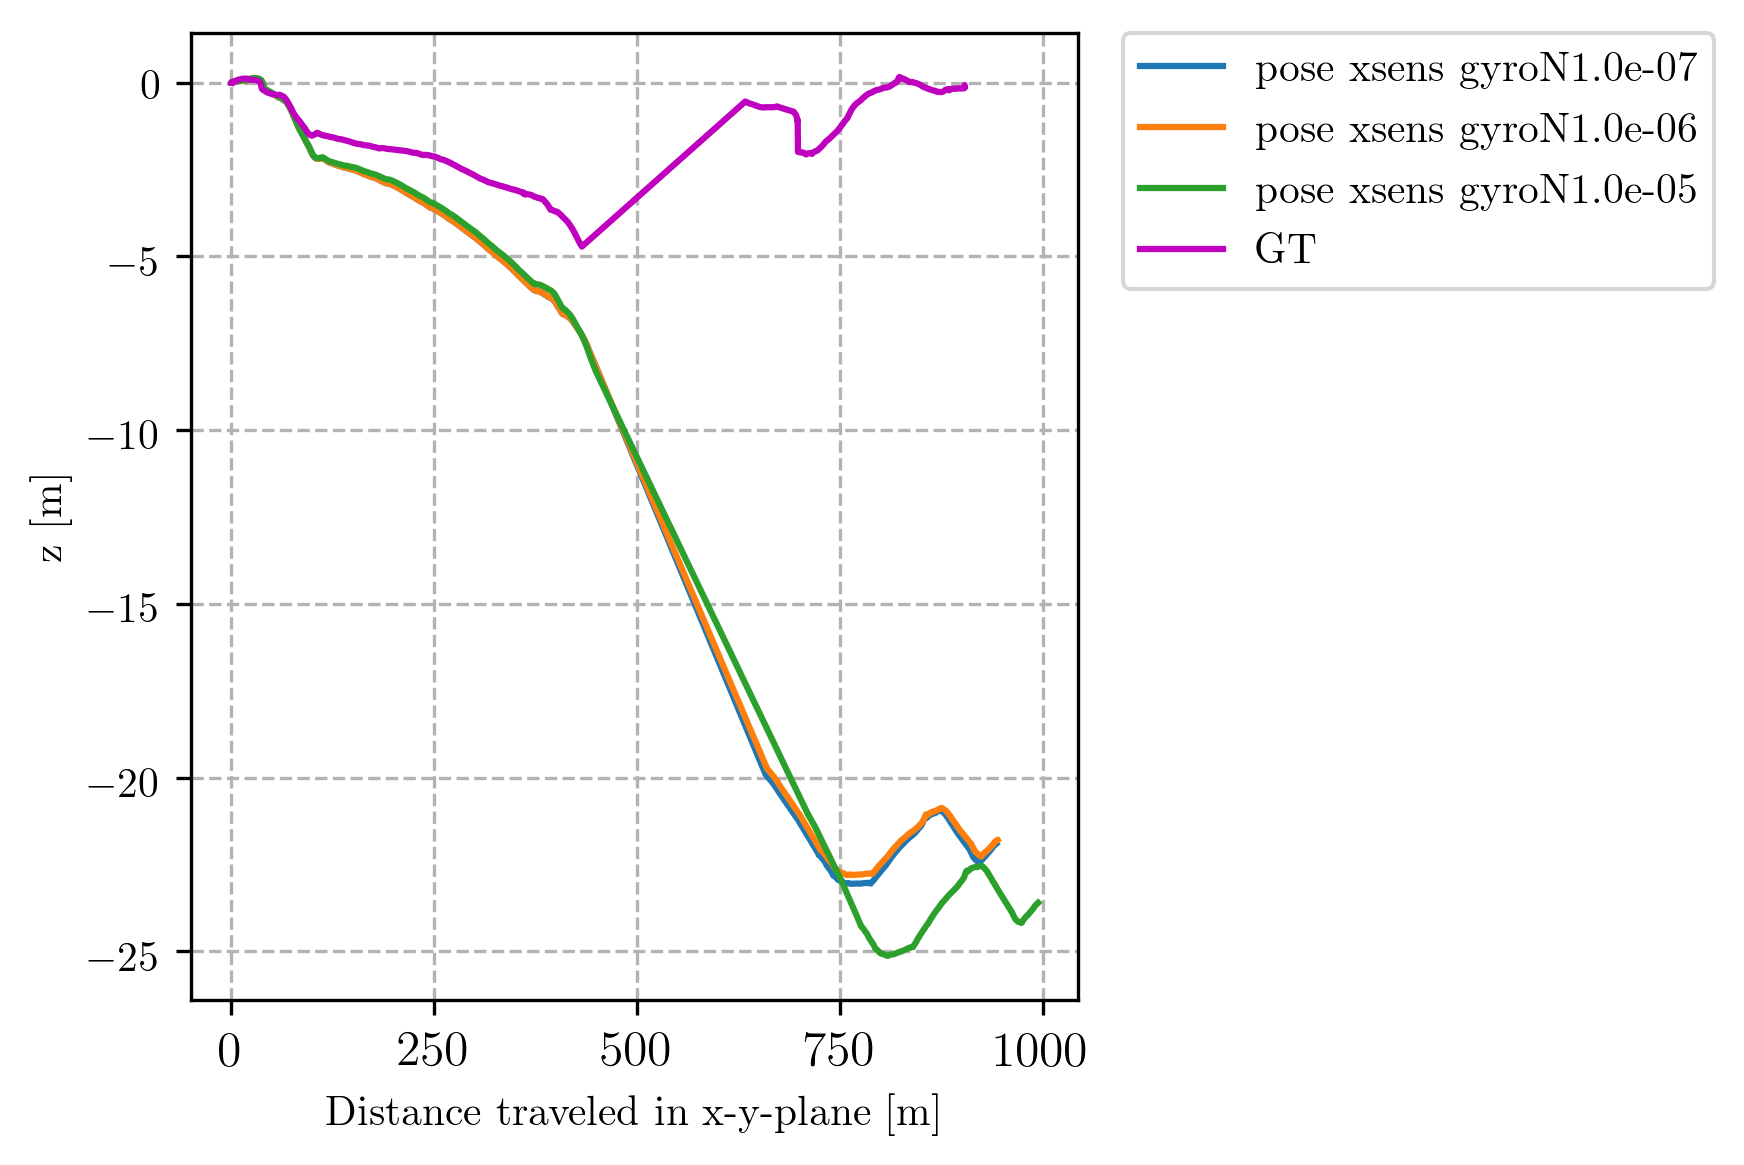 pose xsens gyroN1.0e-07
pose xsens gyroN1.0e-06
pose xsens gyroN1.0e-05
GT
z [m]
0
−5
−10
−15
−20
−25
0 250 500 750 1000
Distance traveled in x-y-plane [m]